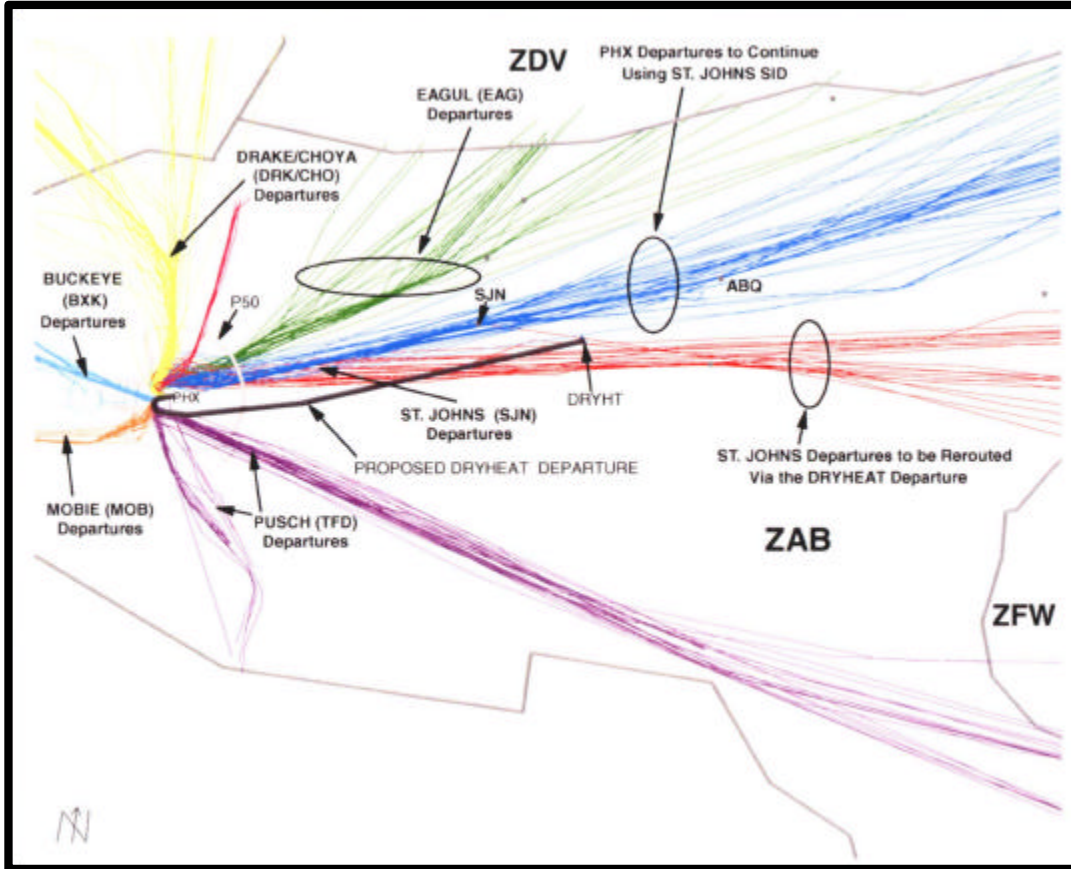 ZDV
PHX Departures to Continue
Using ST. JOHNS SID
EAGUL (EAG)
Departures
DRAKE/CHOYA
(DRK/CHO)
Departures
BUCKEYE
(BXK)
Departures
P50
SJN
ABQ
PHX
DRYHT
ST. JOHNS (SJN)
Departures
PROPOSED DRYHEAT DEPARTURE
ST. JOHNS Departures to be Rerouted
Via the DRYHEAT Departure
MOBIE (MOB)
Departures
PUSCH (TFD)
Departures
ZAB
ZFW
N